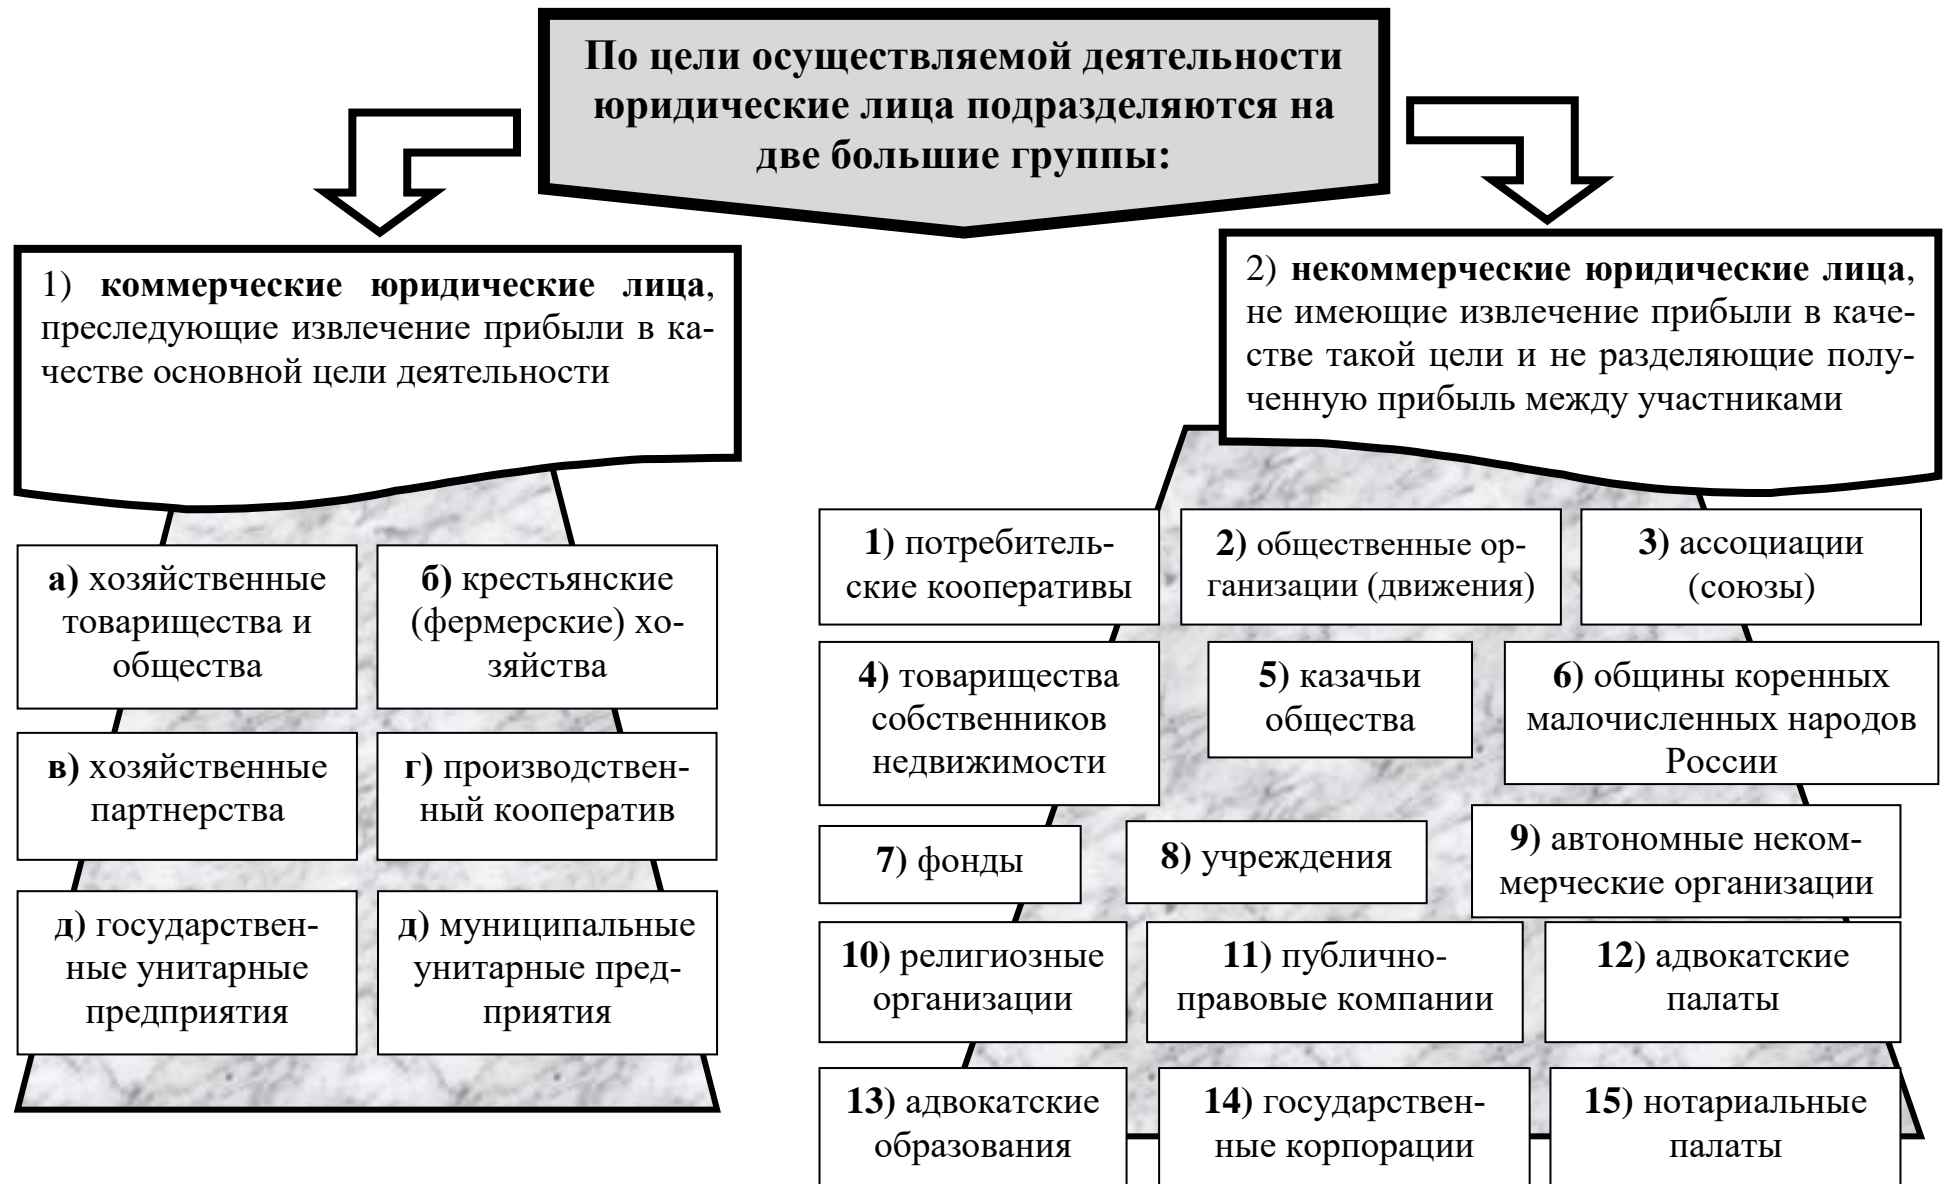 По цели осуществляемой деятельности
юридические лица подразделяются на
две большие группы:
1) коммерческие юридические лица,
преследующие извлечение прибыли в ка-
честве основной цели деятельности
2) некоммерческие юридические лица,
не имеющие извлечение прибыли в каче-
стве такой цели и не разделяющие полу-
ченную прибыль между участниками
а) хозяйственные
товарищества и
общества
б) крестьянские
(фермерские) хо-
зяйства
в) хозяйственные
партнерства
г) производствен-
ный кооператив
д) государствен-
ные унитарные
предприятия
д) муниципальные
унитарные пред-
приятия
1) потребитель-
ские кооперативы
2) общественные ор-
ганизации (движения)
3) ассоциации
(союзы)
4) товарищества
собственников
недвижимости
5) казачьи
общества
6) общины коренных
малочисленных народов
России
7) фонды
8) учреждения
9) автономные неком-
мерческие организации
10) религиозные
организации
11) публично-
правовые компании
12) адвокатские
палаты
13) адвокатские
образования
14) государствен-
ные корпорации
15) нотариальные
палаты